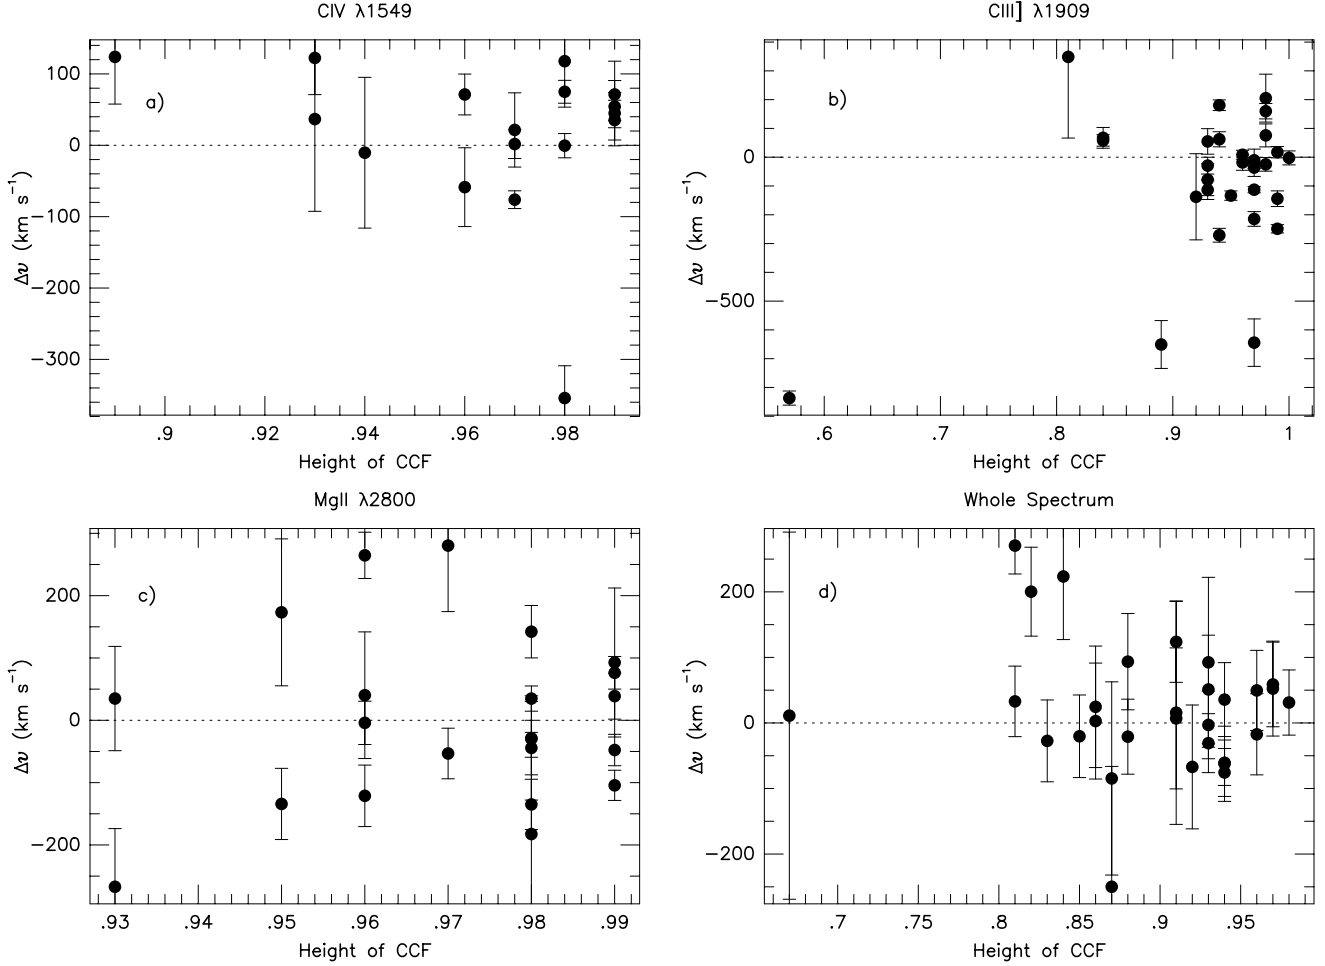 CIV λ1549
a)
100
0
−100
−200
−300
Δv (km s⁻¹)
.9 .92 .94 .96 .98
Height of CCF
CIII] λ1909
b)
0
−500
Δv (km s⁻¹)
.6 .7 .8 .9 1
Height of CCF
MgII λ2800
c)
200
0
−200
Δv (km s⁻¹)
.93 .94 .95 .96 .97 .98 .99
Height of CCF
Whole Spectrum
d)
200
0
−200
Δv (km s⁻¹)
.7 .8 .85 .9 .95
Height of CCF